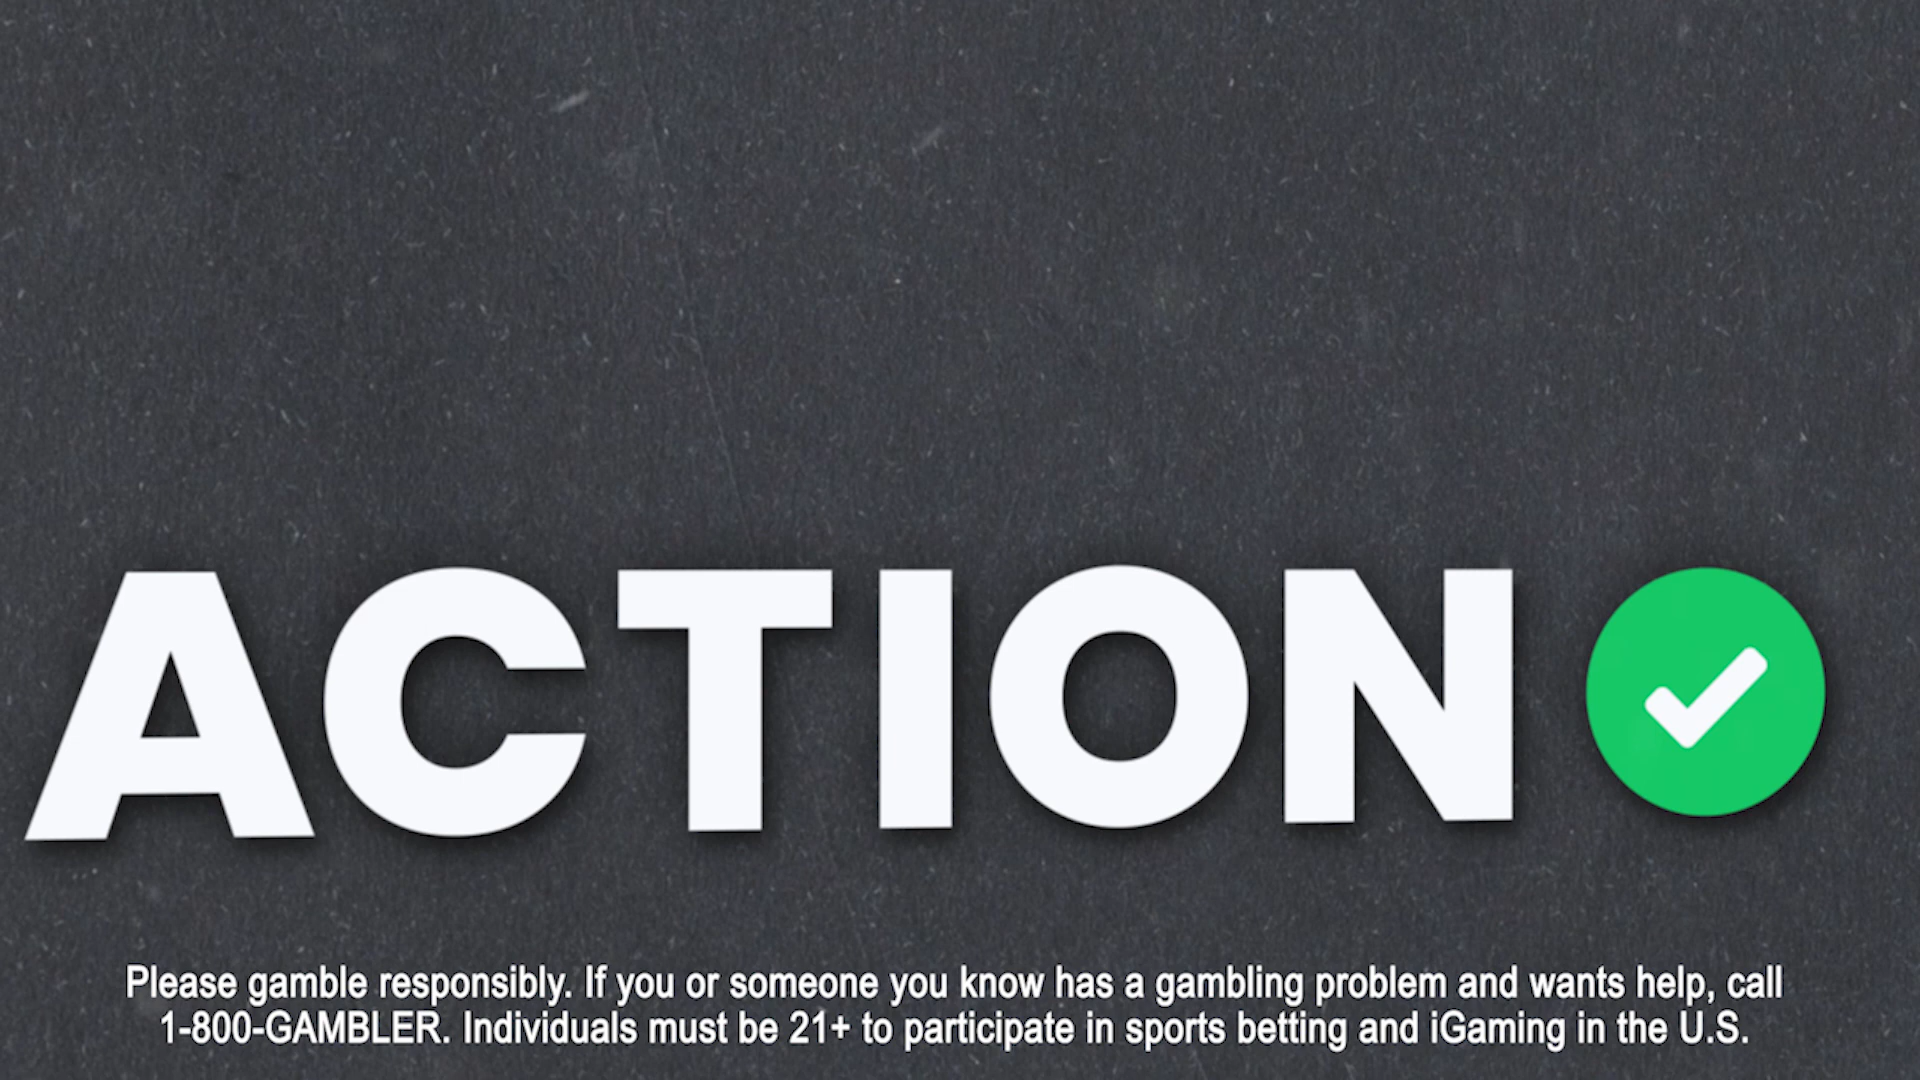 ACTION
Please gamble responsibly. If you or someone you know has a gambling problem and wants help, call
1-800-GAMBLER. Individuals must be 21+ to participate in sports betting and iGaming in the U.S.